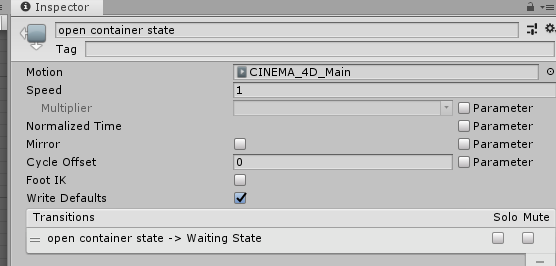 Inspector
open container state
Tag
Motion CINEMA_4D_Main
Speed 1
Multiplier Parameter
Normalized Time Parameter
Mirror Parameter
Cycle Offset 0 Parameter
Foot IK
Write Defaults
Transitions Solo Mute
open container state -> Waiting State